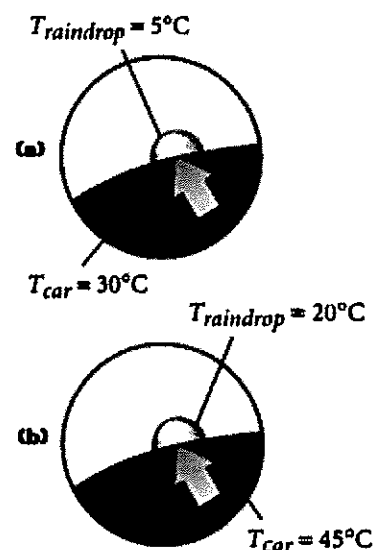 T_raindrop = 5°C
(a)
T_car = 30°C
T_raindrop = 20°C
(b)
T_car = 45°C